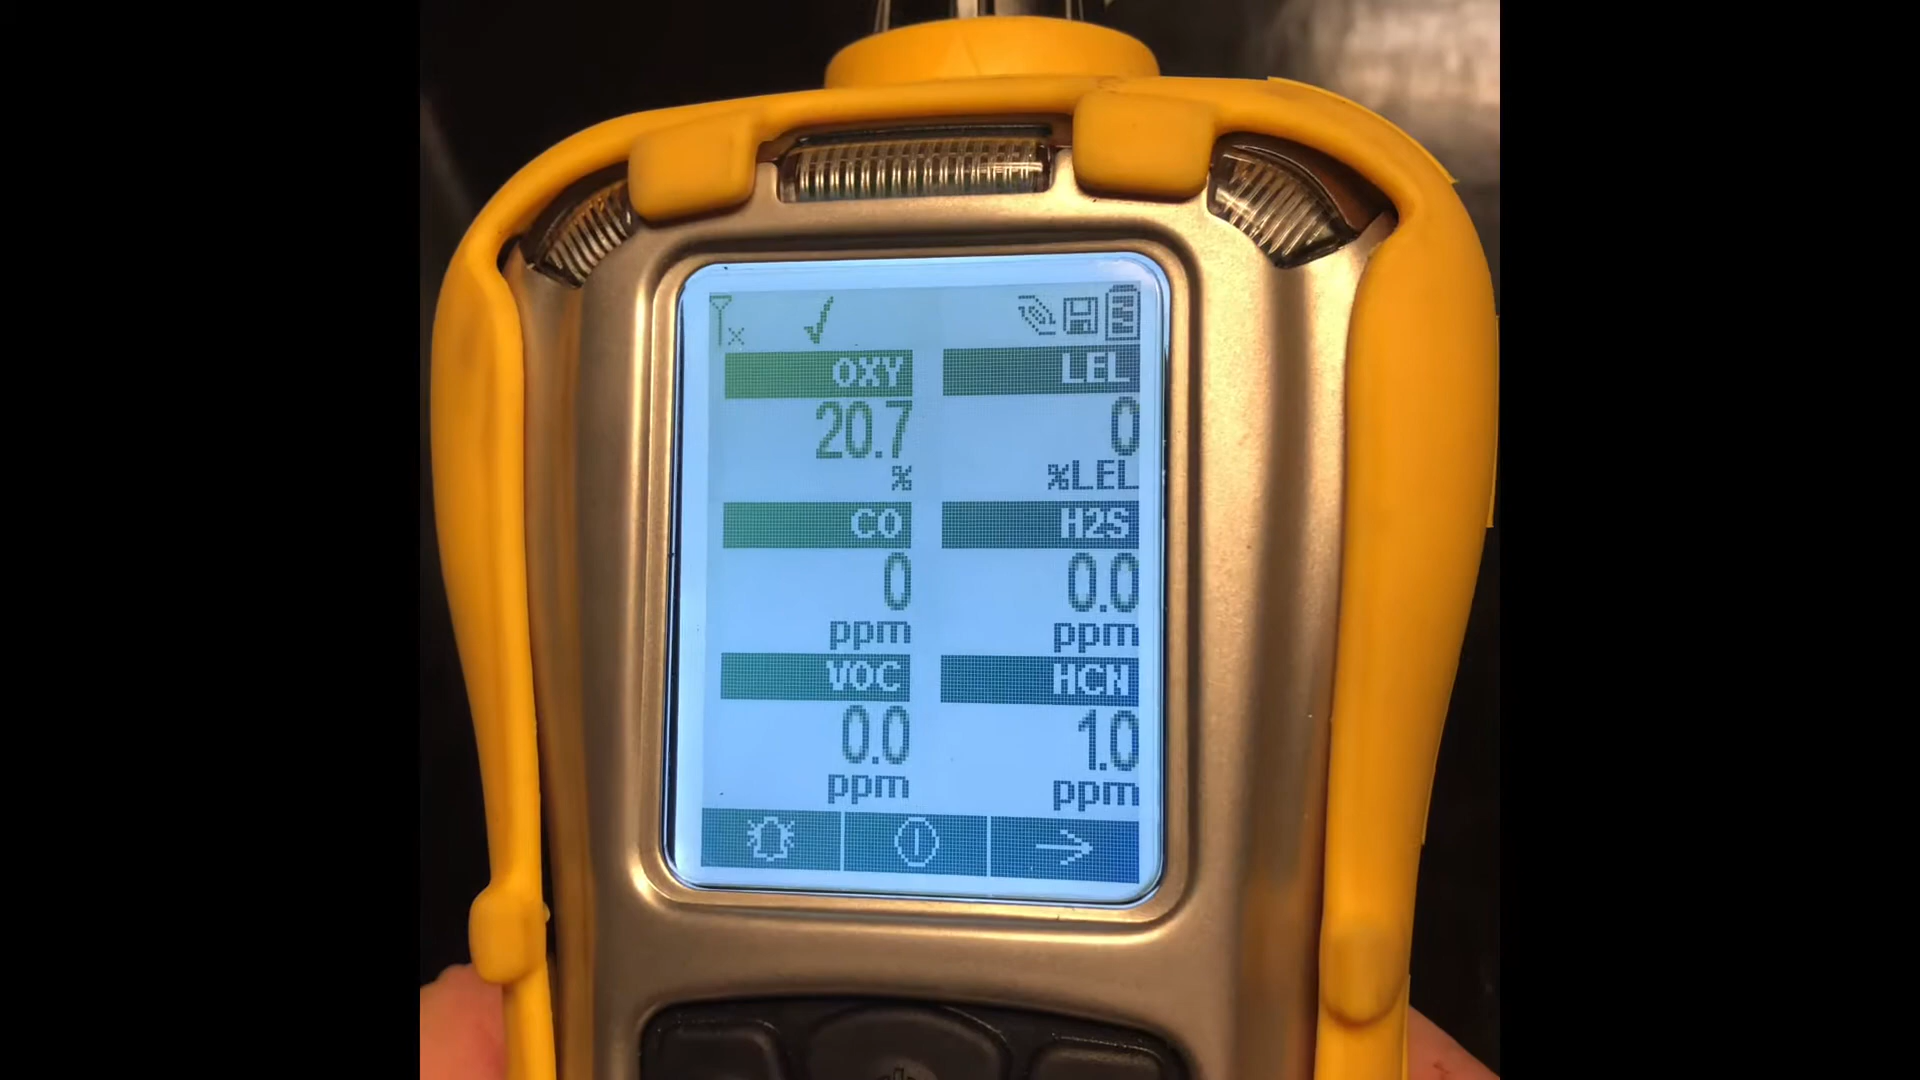 OXY LEL
20.7 0
% %LEL
CO H2S
0 0.0
ppm ppm
VOC HCN
0.0 1.0
ppm ppm